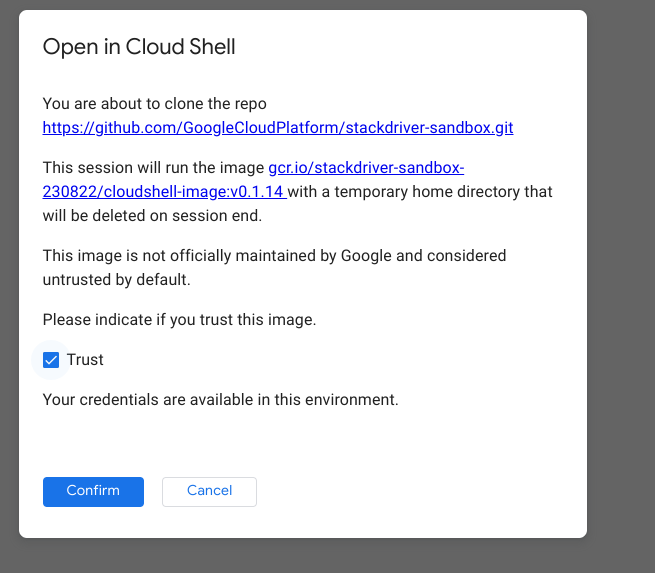 Open in Cloud Shell
You are about to clone the repo
https://github.com/GoogleCloudPlatform/stackdriver-sandbox.git
This session will run the image gcr.io/stackdriver-sandbox-
230822/cloudshell-image:v0.1.14 with a temporary home directory that
will be deleted on session end.
This image is not officially maintained by Google and considered
untrusted by default.
Please indicate if you trust this image.
Trust
Your credentials are available in this environment.
Confirm Cancel